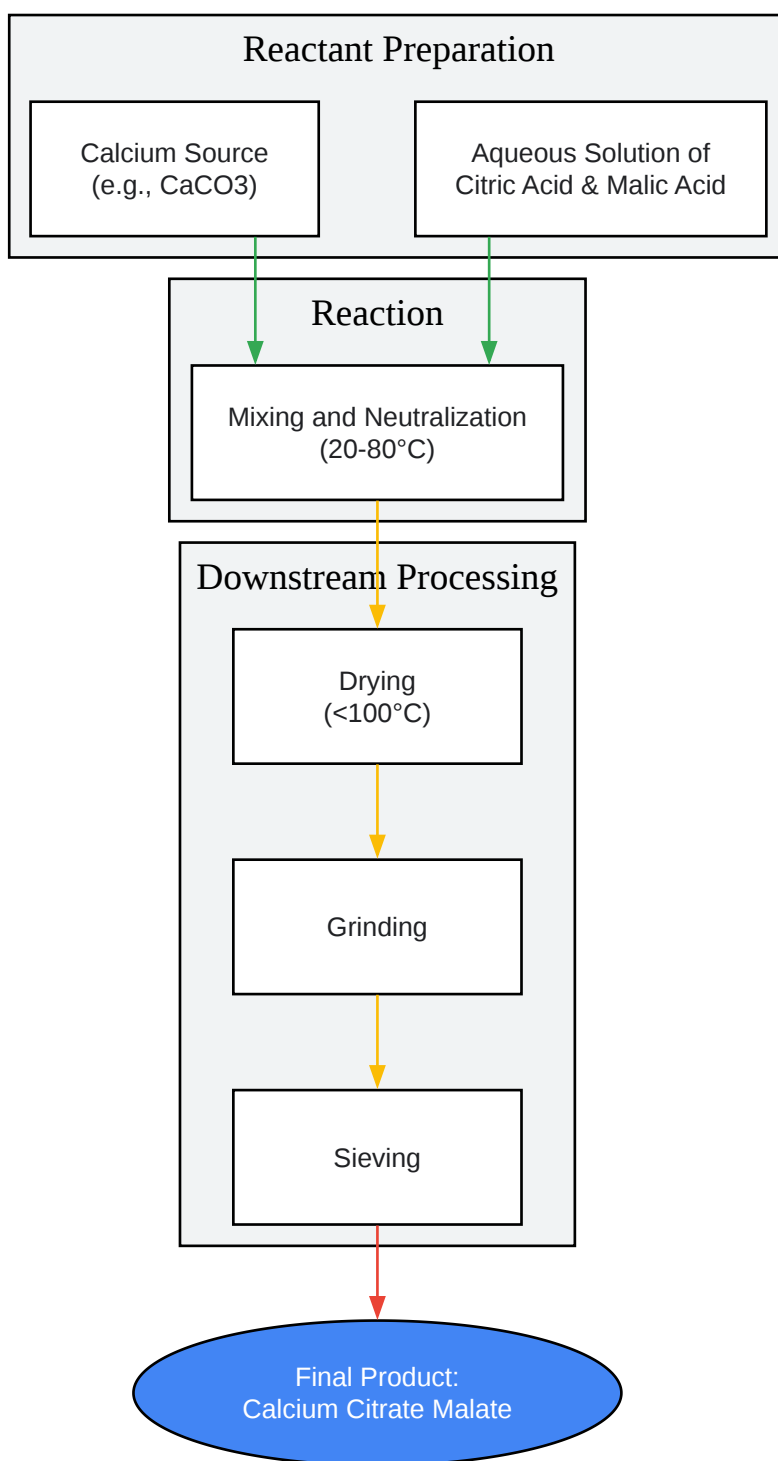 Reactant Preparation
Calcium Source
(e.g., CaCO3)
Aqueous Solution of
Citric Acid & Malic Acid
Reaction
Mixing and Neutralization
(20-80°C)
Downstream Processing
Drying
(<100°C)
Grinding
Sieving
Final Product:
Calcium Citrate Malate